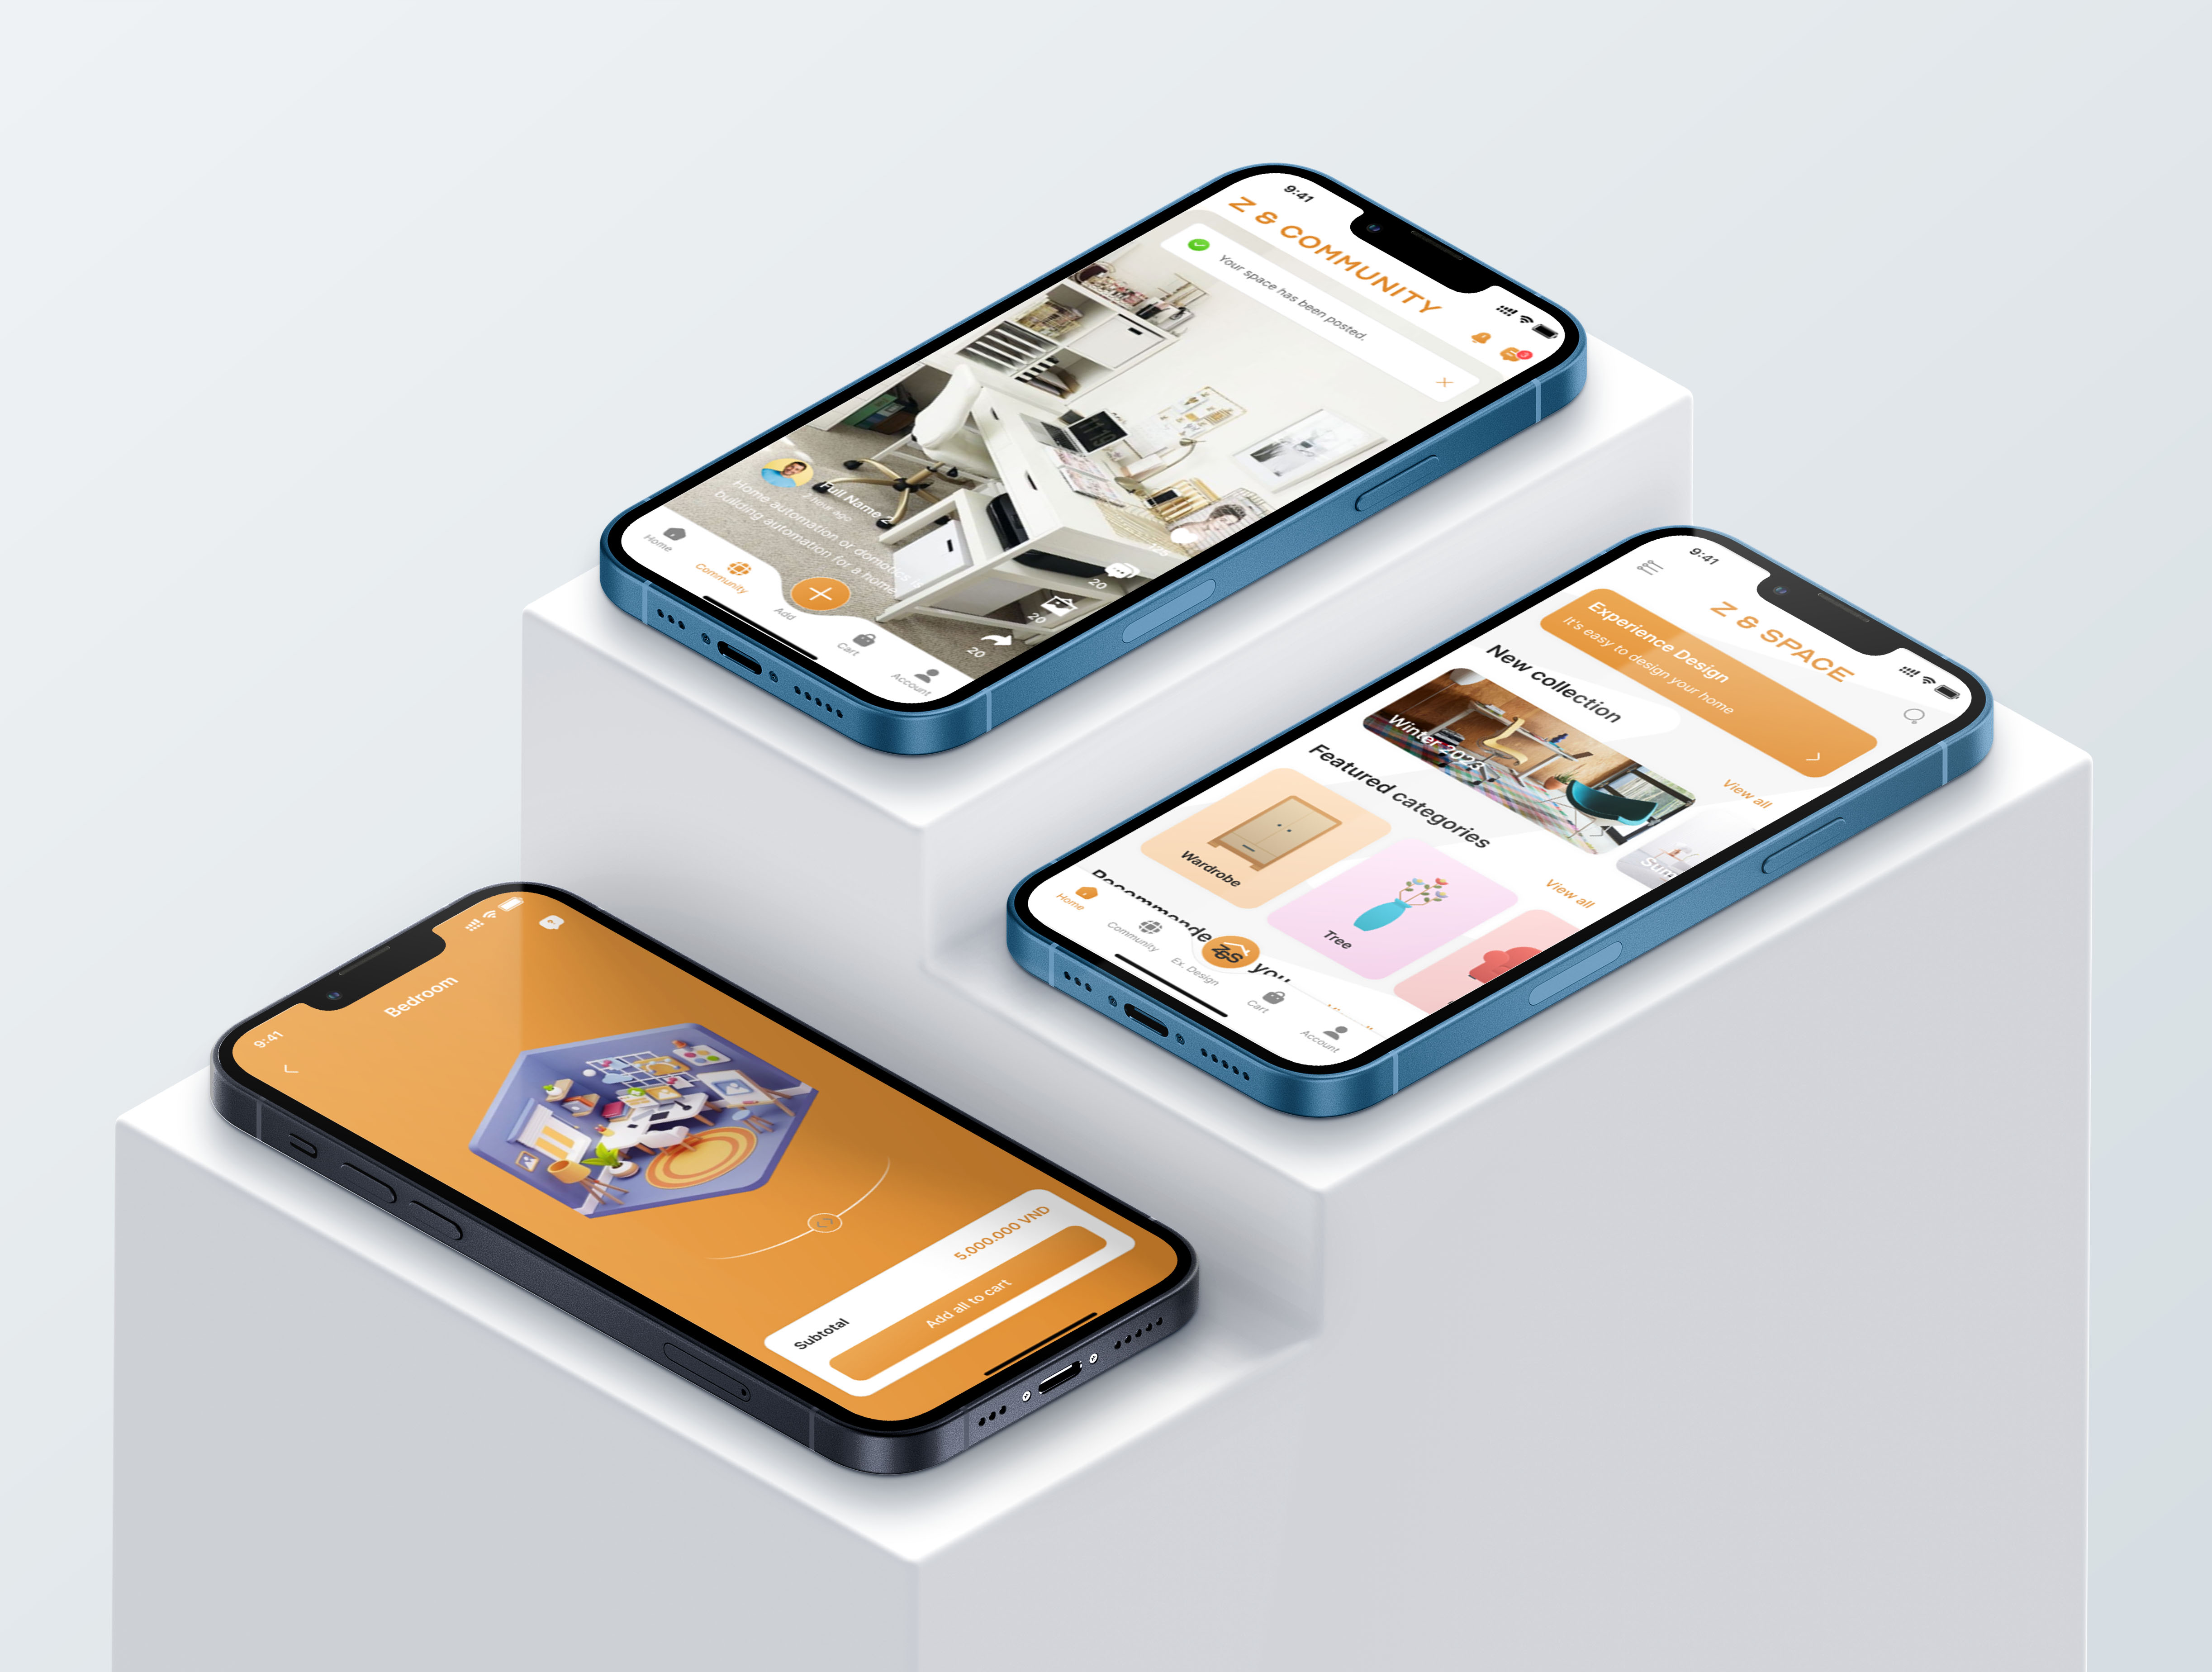 9:41
Z & COMMUNITY
3
Your space has been posted.
Full Name 2
hour ago
Home automation or domotics is
building automation for a home
20
20
20
Home
Community
Add
Cart
Account
9:41
Z & SPACE
Experience Design
It's easy to design your home
New collection
View all
Winter 2023
Sum
Featured categories
View all
Wardrobe
Tree
Recommende
you
Home
Community
Z&S
Ex. Design
Cart
Account
9:41
Bedroom
Subtotal
5.000.000 VND
Add all to cart